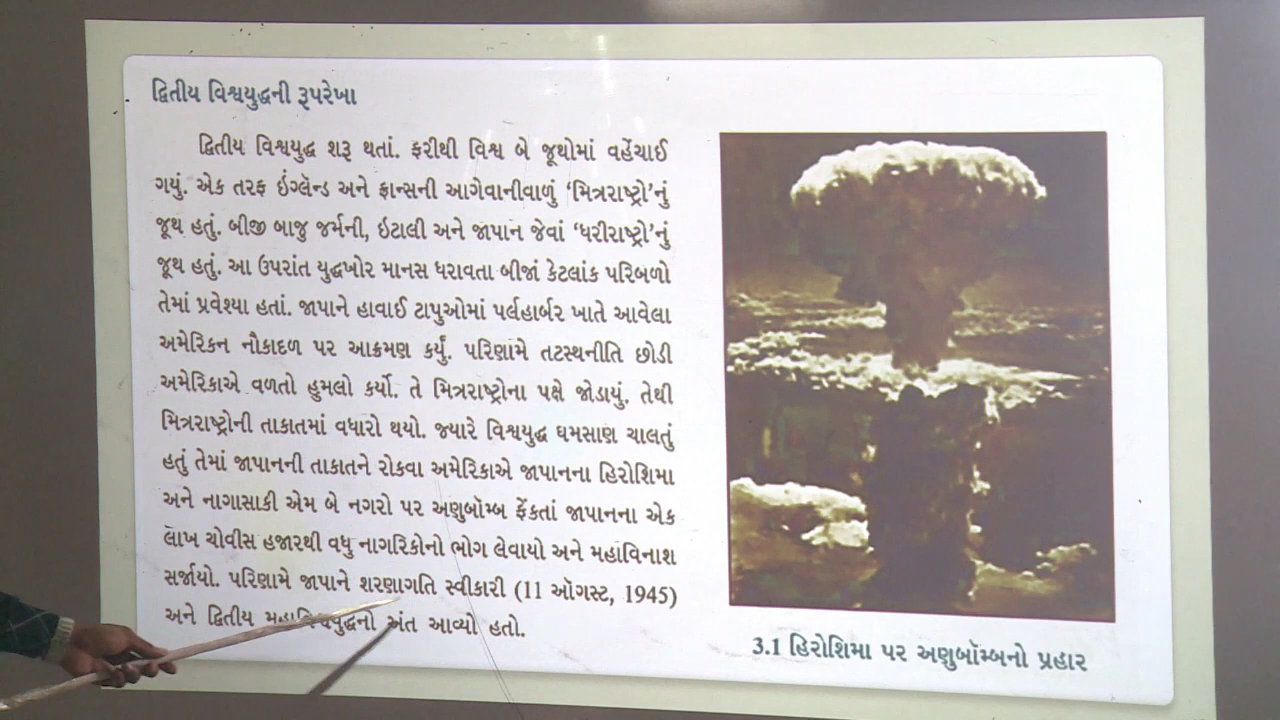 દ્વિતીય વિશ્વયુદ્ધની રૂપરેખા
દ્વિતીય વિશ્વયુદ્ધ શરૂ થતાં. ફરીથી વિશ્વ બે જૂથોમાં વહેંચાઈ
ગયું. એક તરફ ઇંગ્લૅન્ડ અને ફ્રાન્સની આગેવાનીવાળું ‘મિત્રરાષ્ટ્રો’નું
જૂથ હતું. બીજી બાજુ જર્મની, ઇટાલી અને જાપાન જેવાં ‘ધરીરાષ્ટ્રો’નું
જૂથ હતું. આ ઉપરાંત યુદ્ધખોર માનસ ધરાવતા બીજાં કેટલાંક પરિબળો
તેમાં પ્રવેશ્યા હતાં. જાપાને હાવાઈ ટાપુઓમાં પર્લહાર્બર ખાતે આવેલા
અમેરિકન નૌકાદળ પર આક્રમણ કર્યું. પરિણામે તટસ્થનીતિ છોડી
અમેરિકાએ વળતો હુમલો કર્યો. તે મિત્રરાષ્ટ્રોના પક્ષે જોડાયું. તેથી
મિત્રરાષ્ટ્રોની તાકાતમાં વધારો થયો. જ્યારે વિશ્વયુદ્ધ ઘમસાણ ચાલતું
હતું તેમાં જાપાનની તાકાતને રોકવા અમેરિકાએ જાપાનના હિરોશિમા
અને નાગાસાકી એમ બે નગરો પર અણુબૉમ્બ ફેંકતાં જાપાનના એક
લાખ ચોવીસ હજારથી વધુ નાગરિકોનો ભોગ લેવાયો અને મહાવિનાશ
સર્જાયો. પરિણામે જાપાને શરણાગતિ સ્વીકારી (11 ઑગસ્ટ, 1945)
અને દ્વિતીય મહાવિશ્વયુદ્ધનો અંત આવ્યો હતો.
3.1 હિરોશિમા પર અણુબૉમ્બનો પ્રહાર